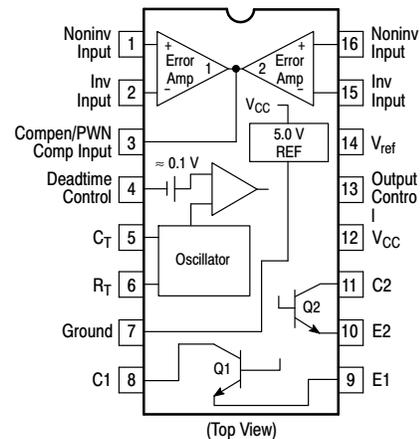 Noninv
Input
1
+
Error
Amp
1
2
+
Error
Amp
16
Noninv
Input
Inv
Input
2
–
–
15
Inv
Input
Compen/PWN
Comp Input
3
VCC
5.0 V
REF
14
Vref
≈ 0.1 V
Deadtime
Control
4
13
Output
Contro
l
CT
5
Oscillator
12
VCC
RT
6
11
C2
Q2
Ground
7
10
E2
C1
8
Q1
9
E1
(Top View)